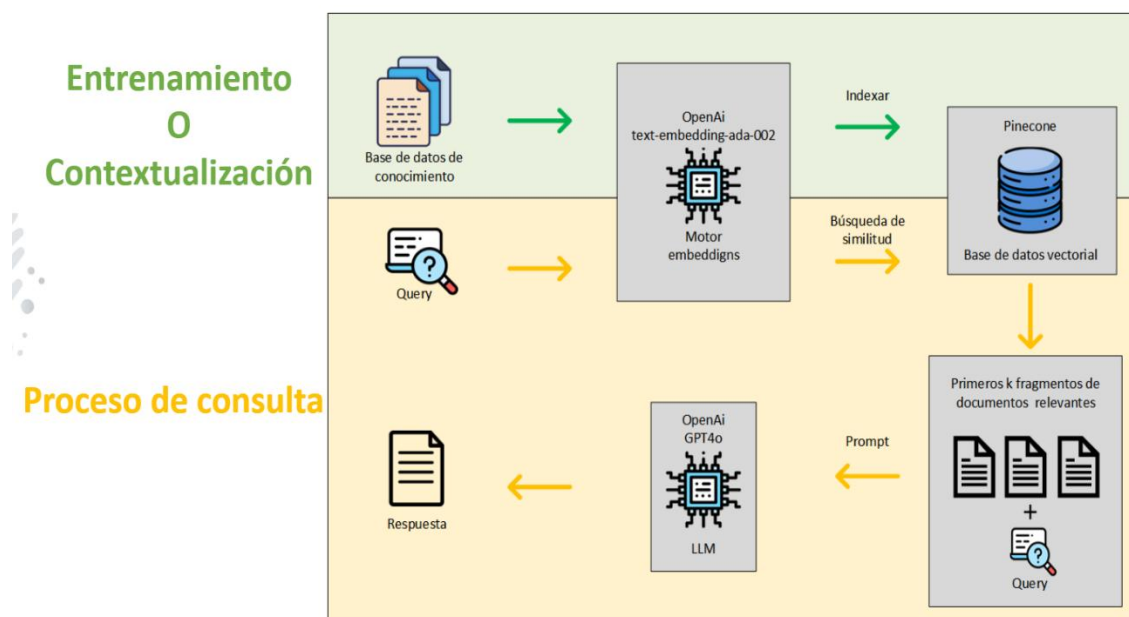 Entrenamiento
O
Contextualización
Base de datos de
conocimiento
OpenAi
text-embedding-ada-002
Motor
embeddigns
Indexar
Pinecone
Base de datos vectorial
Query
Búsqueda de
similitud
Proceso de consulta
Primeros k fragmentos de
documentos relevantes
+
Query
Prompt
OpenAi
GPT4o
LLM
Respuesta